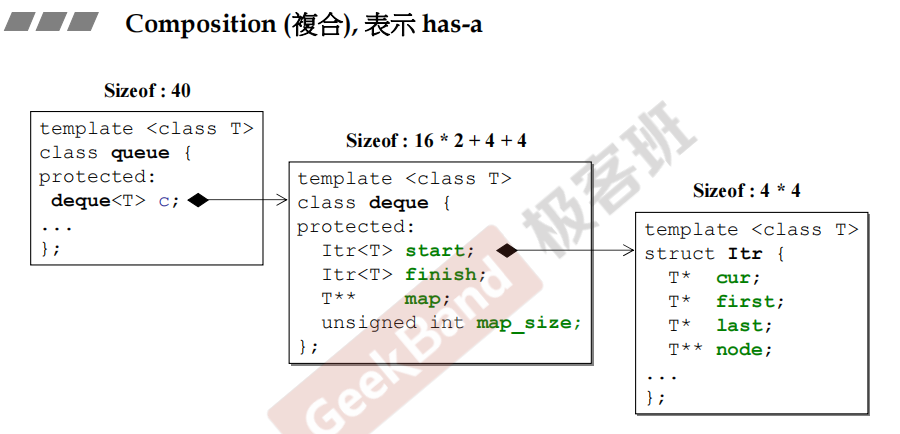 Composition (複合), 表示 has-a
Sizeof : 40
template <class T>
class queue {
protected:
deque<T> c;
...
};
Sizeof : 16 * 2 + 4 + 4
template <class T>
class deque {
protected:
Itr<T> start;
Itr<T> finish;
T** map;
unsigned int map_size;
};
Sizeof : 4 * 4
template <class T>
struct Itr {
T* cur;
T* first;
T* last;
T** node;
...
};
GeekBand 极客班